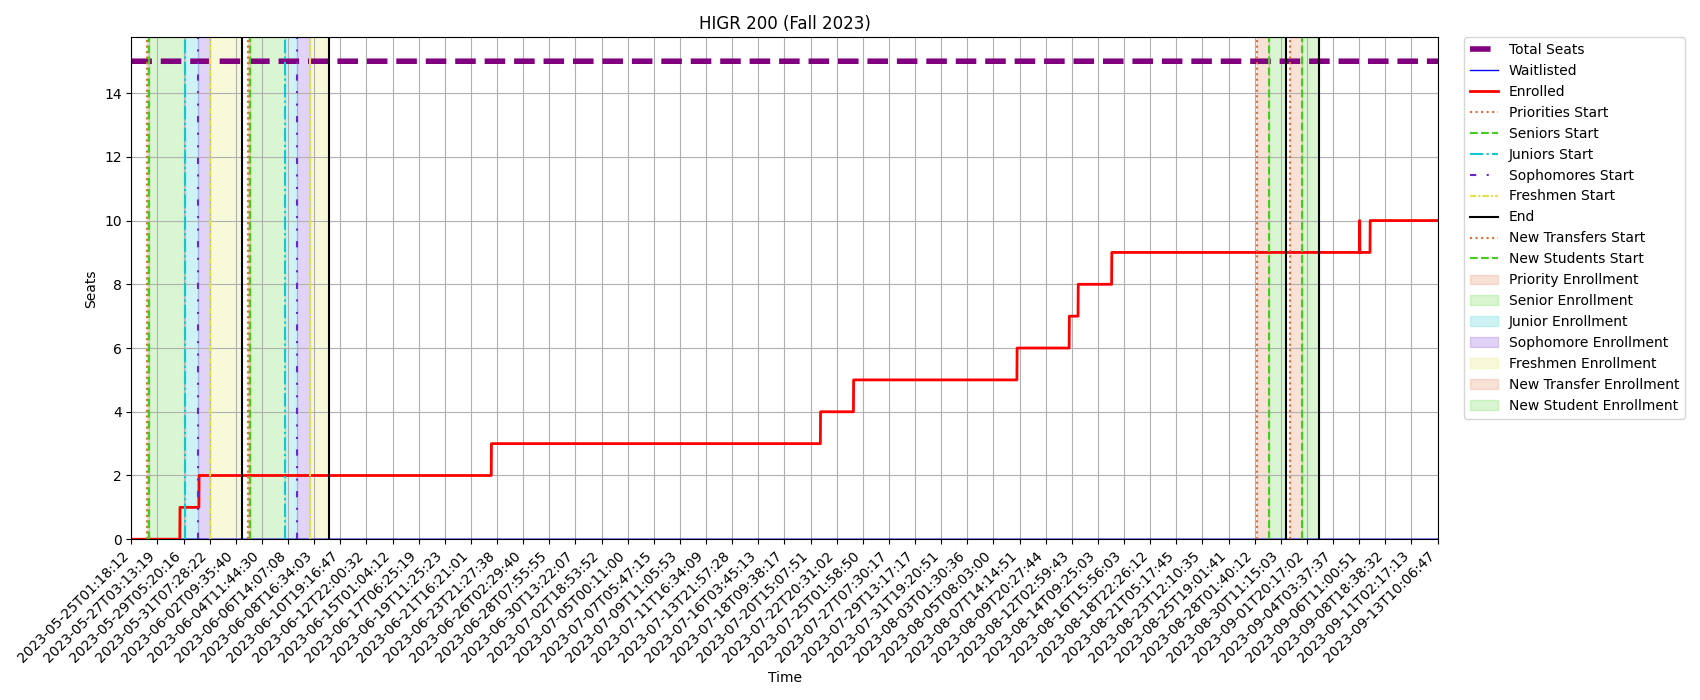 HIGR 200 (Fall 2023)
Seats
14
12
10
8
6
4
2
0
2023-05-25T01:18:12
2023-05-27T03:13:19
2023-05-29T05:20:16
2023-05-31T07:28:22
2023-06-02T09:35:40
2023-06-04T11:44:30
2023-06-06T14:07:08
2023-06-08T16:34:03
2023-06-10T19:16:47
2023-06-12T22:00:32
2023-06-15T01:04:12
2023-06-17T06:25:19
2023-06-19T11:25:23
2023-06-21T16:21:01
2023-06-23T21:27:38
2023-06-26T02:29:40
2023-06-28T07:55:55
2023-06-30T13:22:07
2023-07-02T18:53:52
2023-07-05T00:11:00
2023-07-07T05:47:15
2023-07-09T11:05:53
2023-07-11T16:34:09
2023-07-13T21:57:28
2023-07-16T03:45:13
2023-07-18T09:38:17
2023-07-20T15:07:51
2023-07-22T20:31:02
2023-07-25T01:58:50
2023-07-27T07:30:17
2023-07-29T13:17:17
2023-07-31T19:20:51
2023-08-03T01:30:36
2023-08-05T08:03:00
2023-08-07T14:14:51
2023-08-09T20:27:44
2023-08-12T02:59:43
2023-08-14T09:25:03
2023-08-16T15:56:03
2023-08-18T22:26:12
2023-08-21T05:17:45
2023-08-23T12:10:35
2023-08-25T19:01:41
2023-08-28T01:40:12
2023-08-30T11:15:03
2023-09-01T20:17:02
2023-09-04T03:37:37
2023-09-06T11:00:51
2023-09-08T18:38:32
2023-09-11T02:17:13
2023-09-13T10:06:47
Time
Total Seats
Waitlisted
Enrolled
Priorities Start
Seniors Start
Juniors Start
Sophomores Start
Freshmen Start
End
New Transfers Start
New Students Start
Priority Enrollment
Senior Enrollment
Junior Enrollment
Sophomore Enrollment
Freshmen Enrollment
New Transfer Enrollment
New Student Enrollment